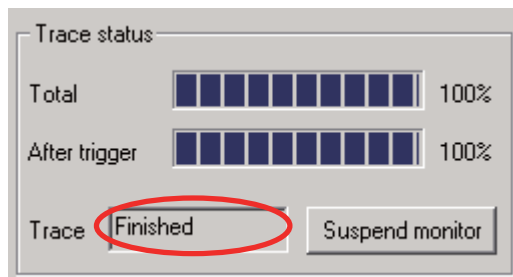 Trace status
Total 100%
After trigger 100%
Trace Finished Suspend monitor